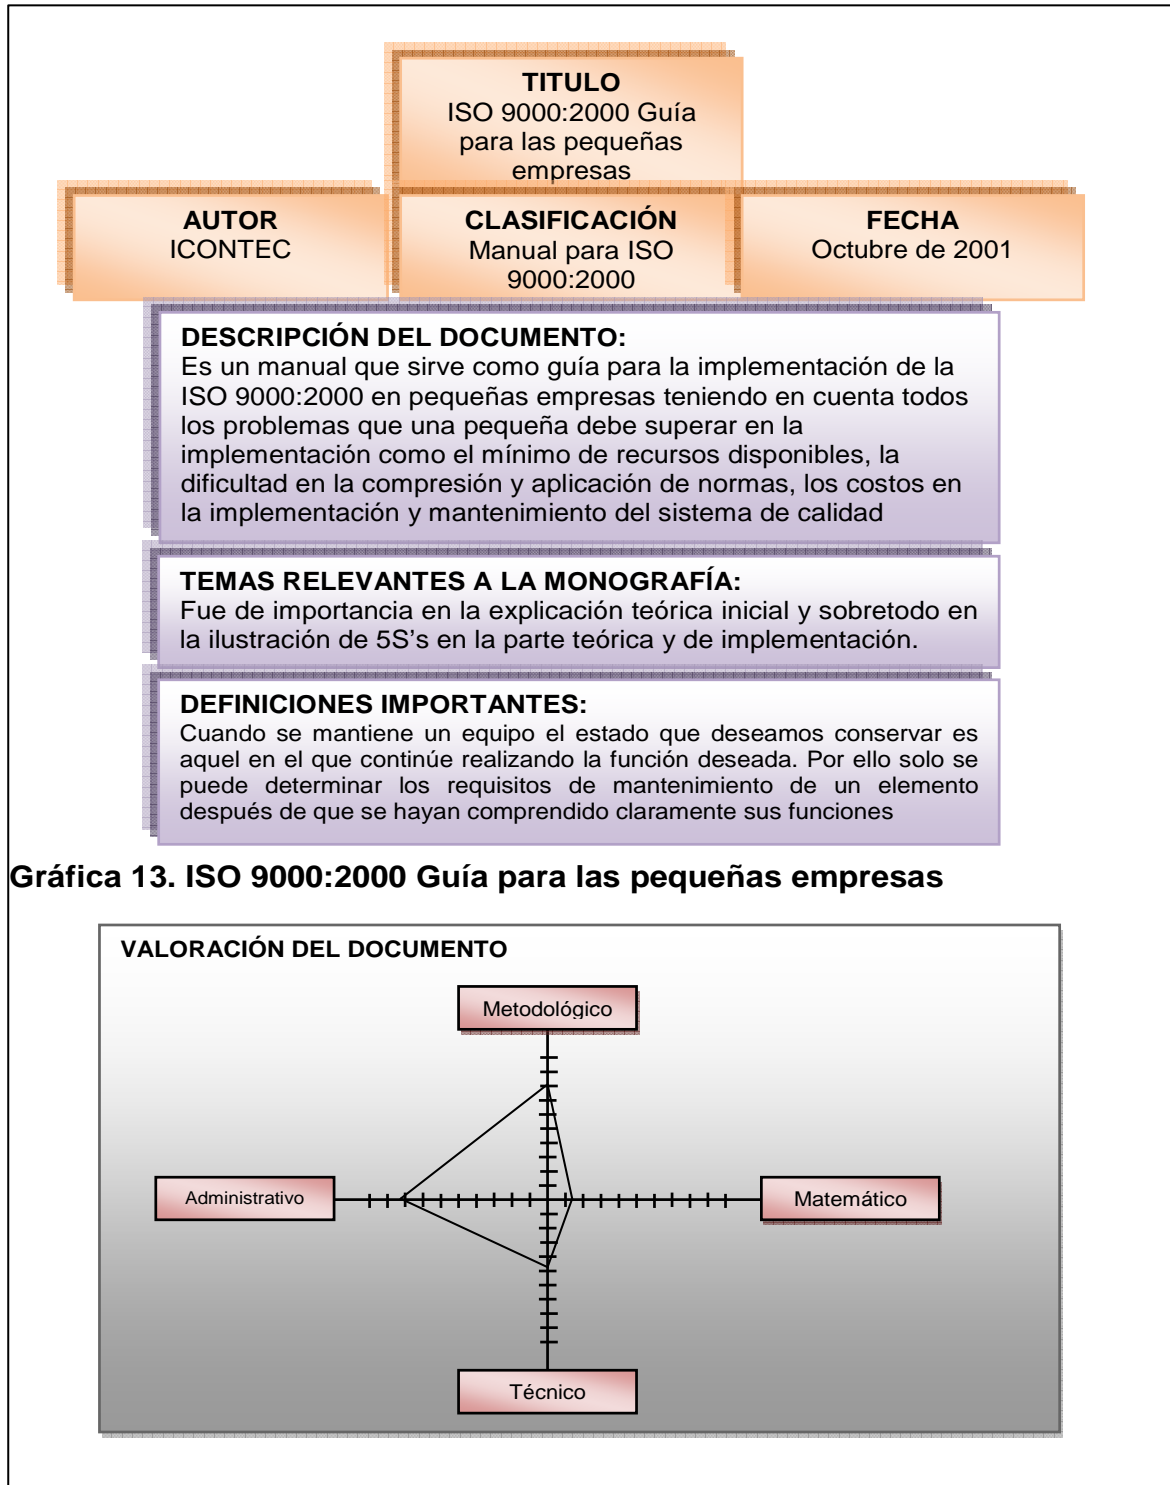 TITULO
ISO 9000:2000 Guía
para las pequeñas
empresas
AUTOR
ICONTEC
CLASIFICACIÓN
Manual para ISO
9000:2000
FECHA
Octubre de 2001
DESCRIPCIÓN DEL DOCUMENTO:
Es un manual que sirve como guía para la implementación de la
ISO 9000:2000 en pequeñas empresas teniendo en cuenta todos
los problemas que una pequeña debe superar en la
implementación como el mínimo de recursos disponibles, la
dificultad en la compresión y aplicación de normas, los costos en
la implementación y mantenimiento del sistema de calidad
TEMAS RELEVANTES A LA MONOGRAFÍA:
Fue de importancia en la explicación teórica inicial y sobretodo en
la ilustración de 5S’s en la parte teórica y de implementación.
DEFINICIONES IMPORTANTES:
Cuando se mantiene un equipo el estado que deseamos conservar es
aquel en el que continúe realizando la función deseada. Por ello solo se
puede determinar los requisitos de mantenimiento de un elemento
después de que se hayan comprendido claramente sus funciones
Gráfica 13. ISO 9000:2000 Guía para las pequeñas empresas
VALORACIÓN DEL DOCUMENTO
Metodológico
Administrativo
Matemático
Técnico